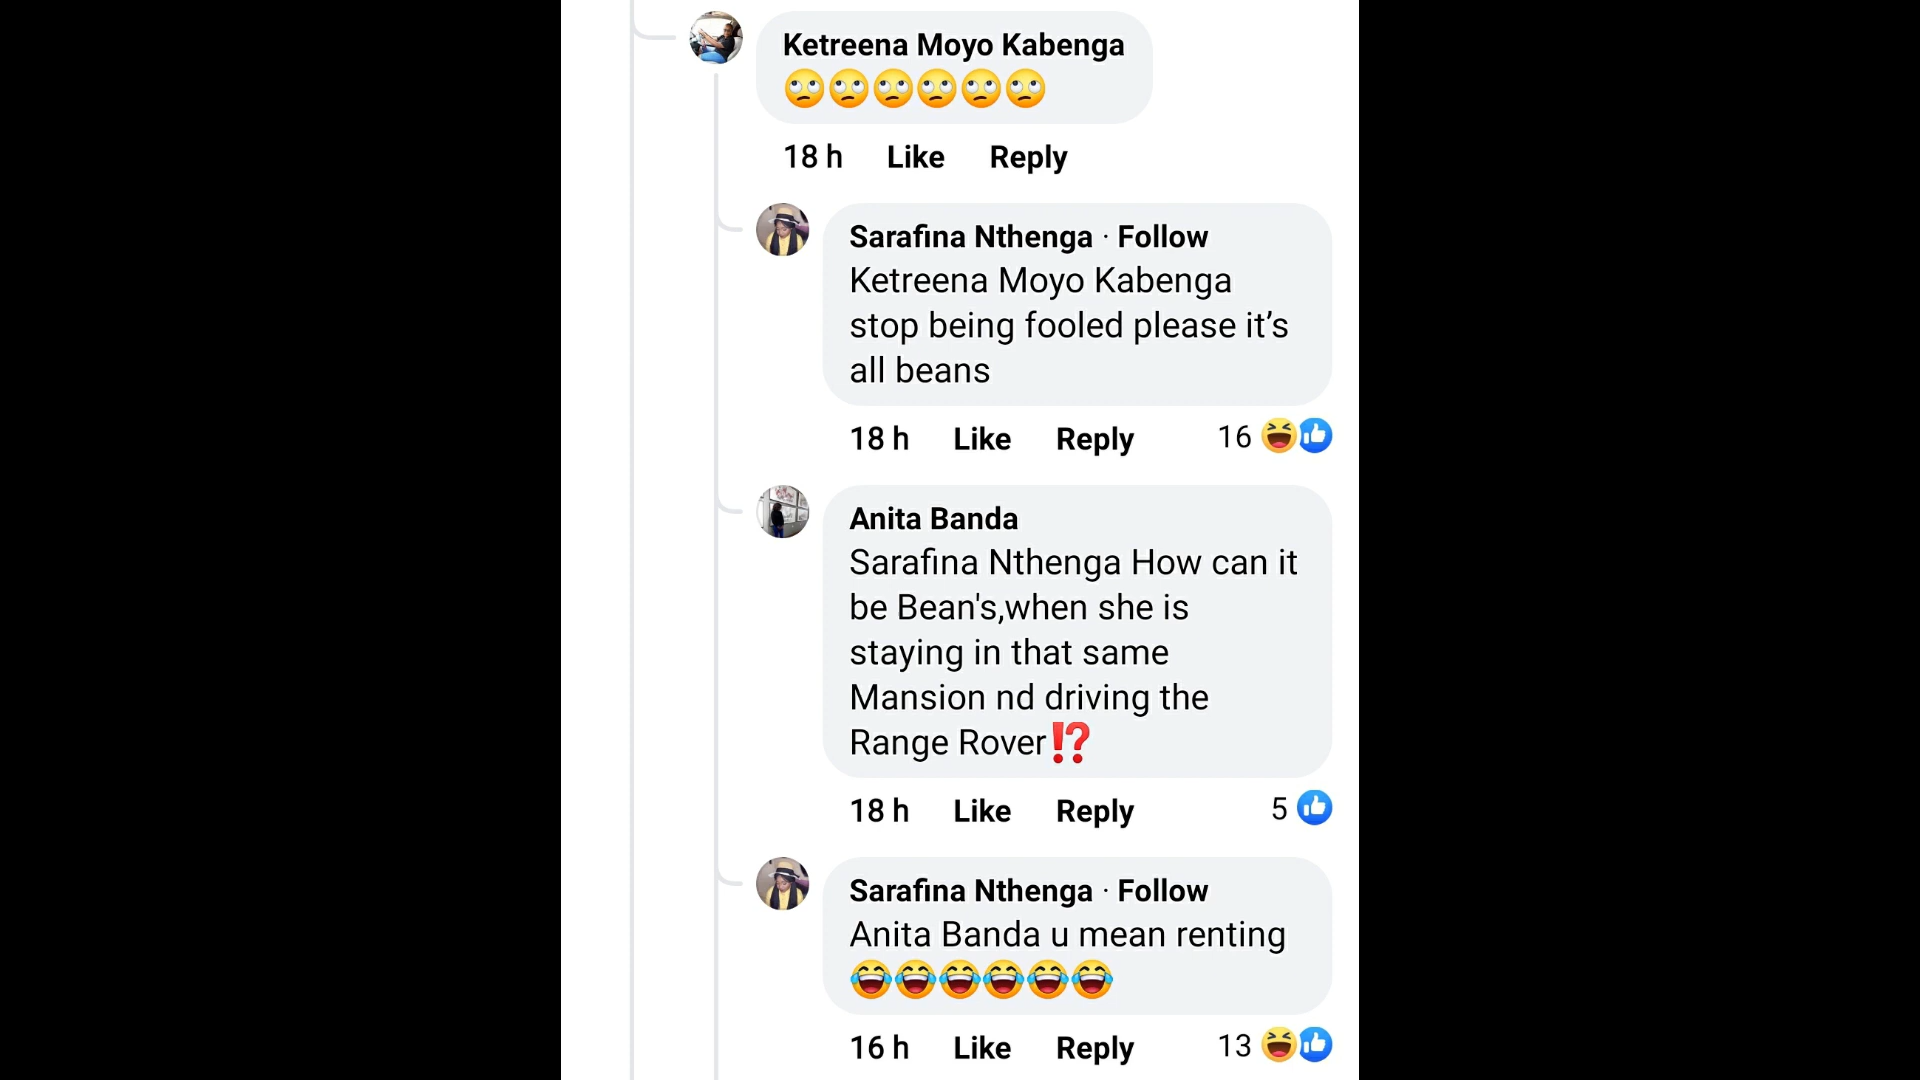 Ketreena Moyo Kabenga
🙄🙄🙄🙄🙄🙄
18 h Like Reply
Sarafina Nthenga · Follow
Ketreena Moyo Kabenga
stop being fooled please it’s
all beans
18 h Like Reply 16
Anita Banda
Sarafina Nthenga How can it
be Bean's,when she is
staying in that same
Mansion nd driving the
Range Rover⁉️
18 h Like Reply 5
Sarafina Nthenga · Follow
Anita Banda u mean renting
😂😂😂😂😂😂
16 h Like Reply 13